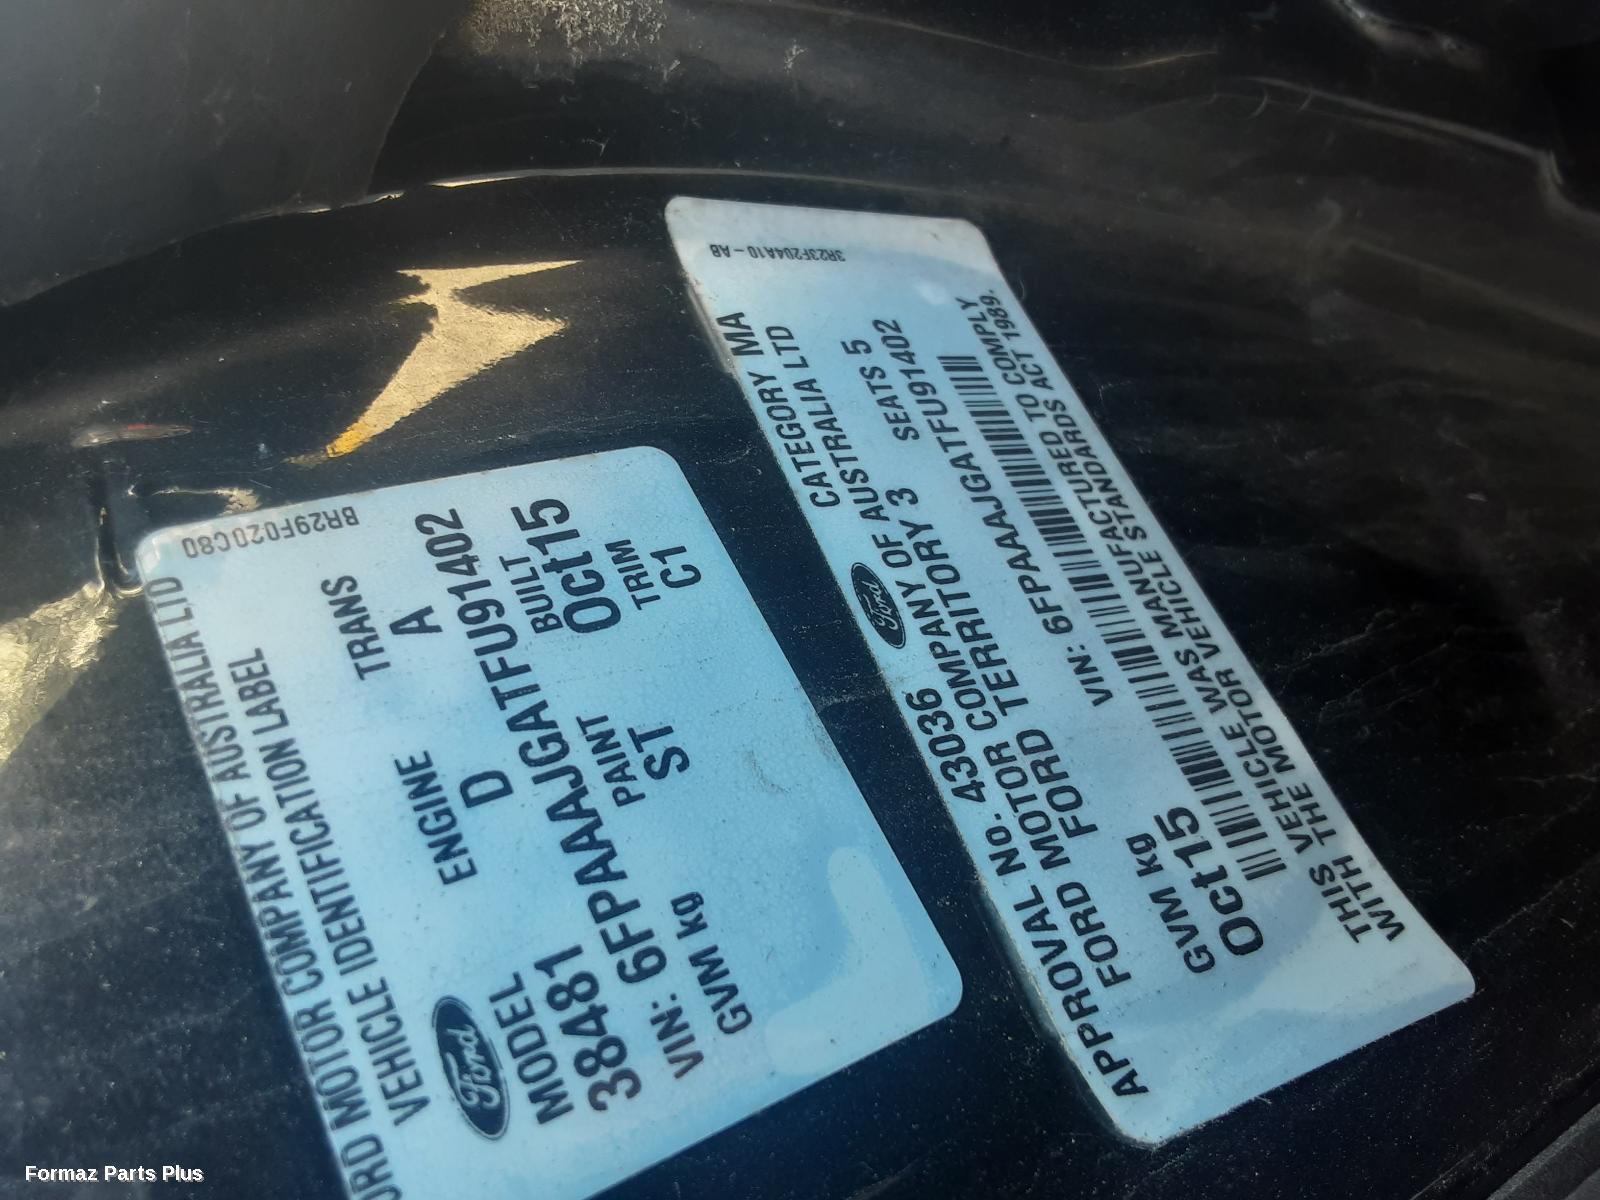 BR29F020C80
FORD MOTOR COMPANY OF AUSTRALIA LTD
VEHICLE IDENTIFICATION LABEL
Ford
ENGINE TRANS
D A
MODEL
38481
VIN: 6FPAAAJGATFU91402
GVM kg PAINT BUILT
ST Oct15
TRIM
C1
3R23F204A10-AB
APPROVAL NO. 43036 CATEGORY MA
Ford
FORD MOTOR COMPANY OF AUSTRALIA LTD
FORD TERRITORY 3 SEATS 5
VIN: 6FPAAAJGATFU91402
GVM kg
Oct15
THIS VEHICLE WAS MANUFACTURED TO COMPLY
WITH THE MOTOR VEHICLE STANDARDS ACT 1989.
Formaz Parts Plus